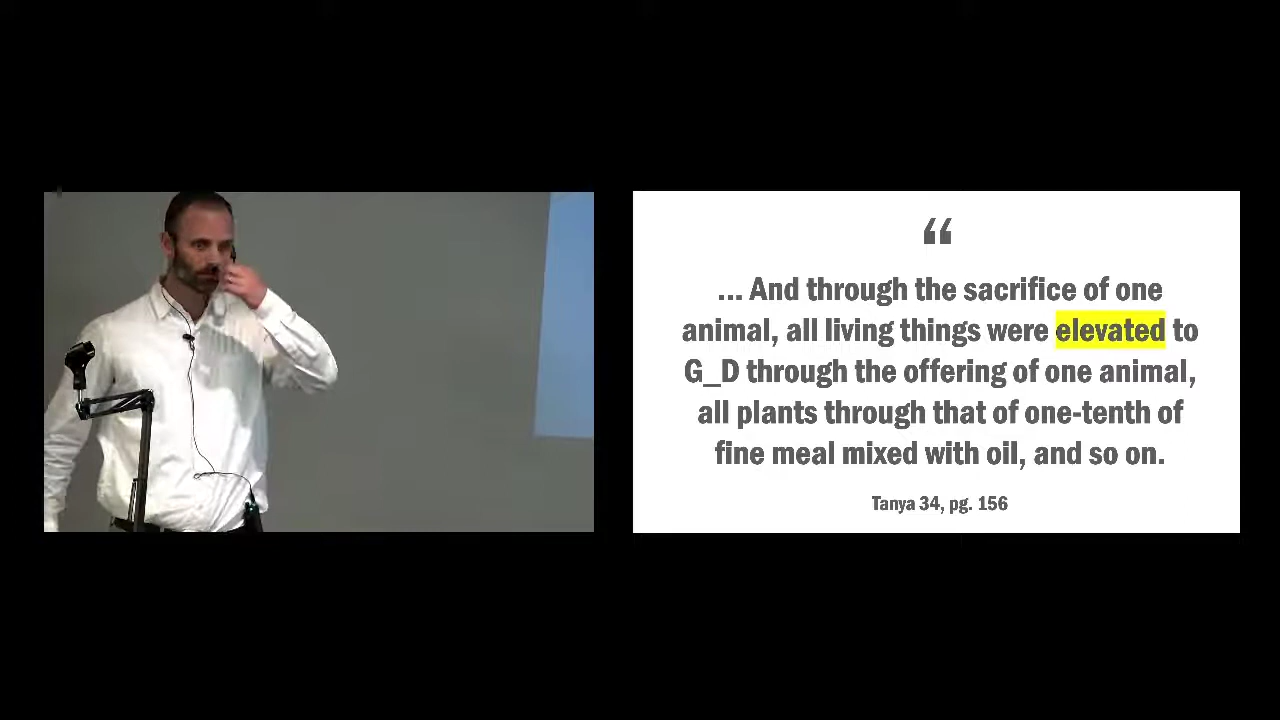 “
... And through the sacrifice of one
animal, all living things were elevated to
G_D through the offering of one animal,
all plants through that of one-tenth of
fine meal mixed with oil, and so on.
Tanya 34, pg. 156